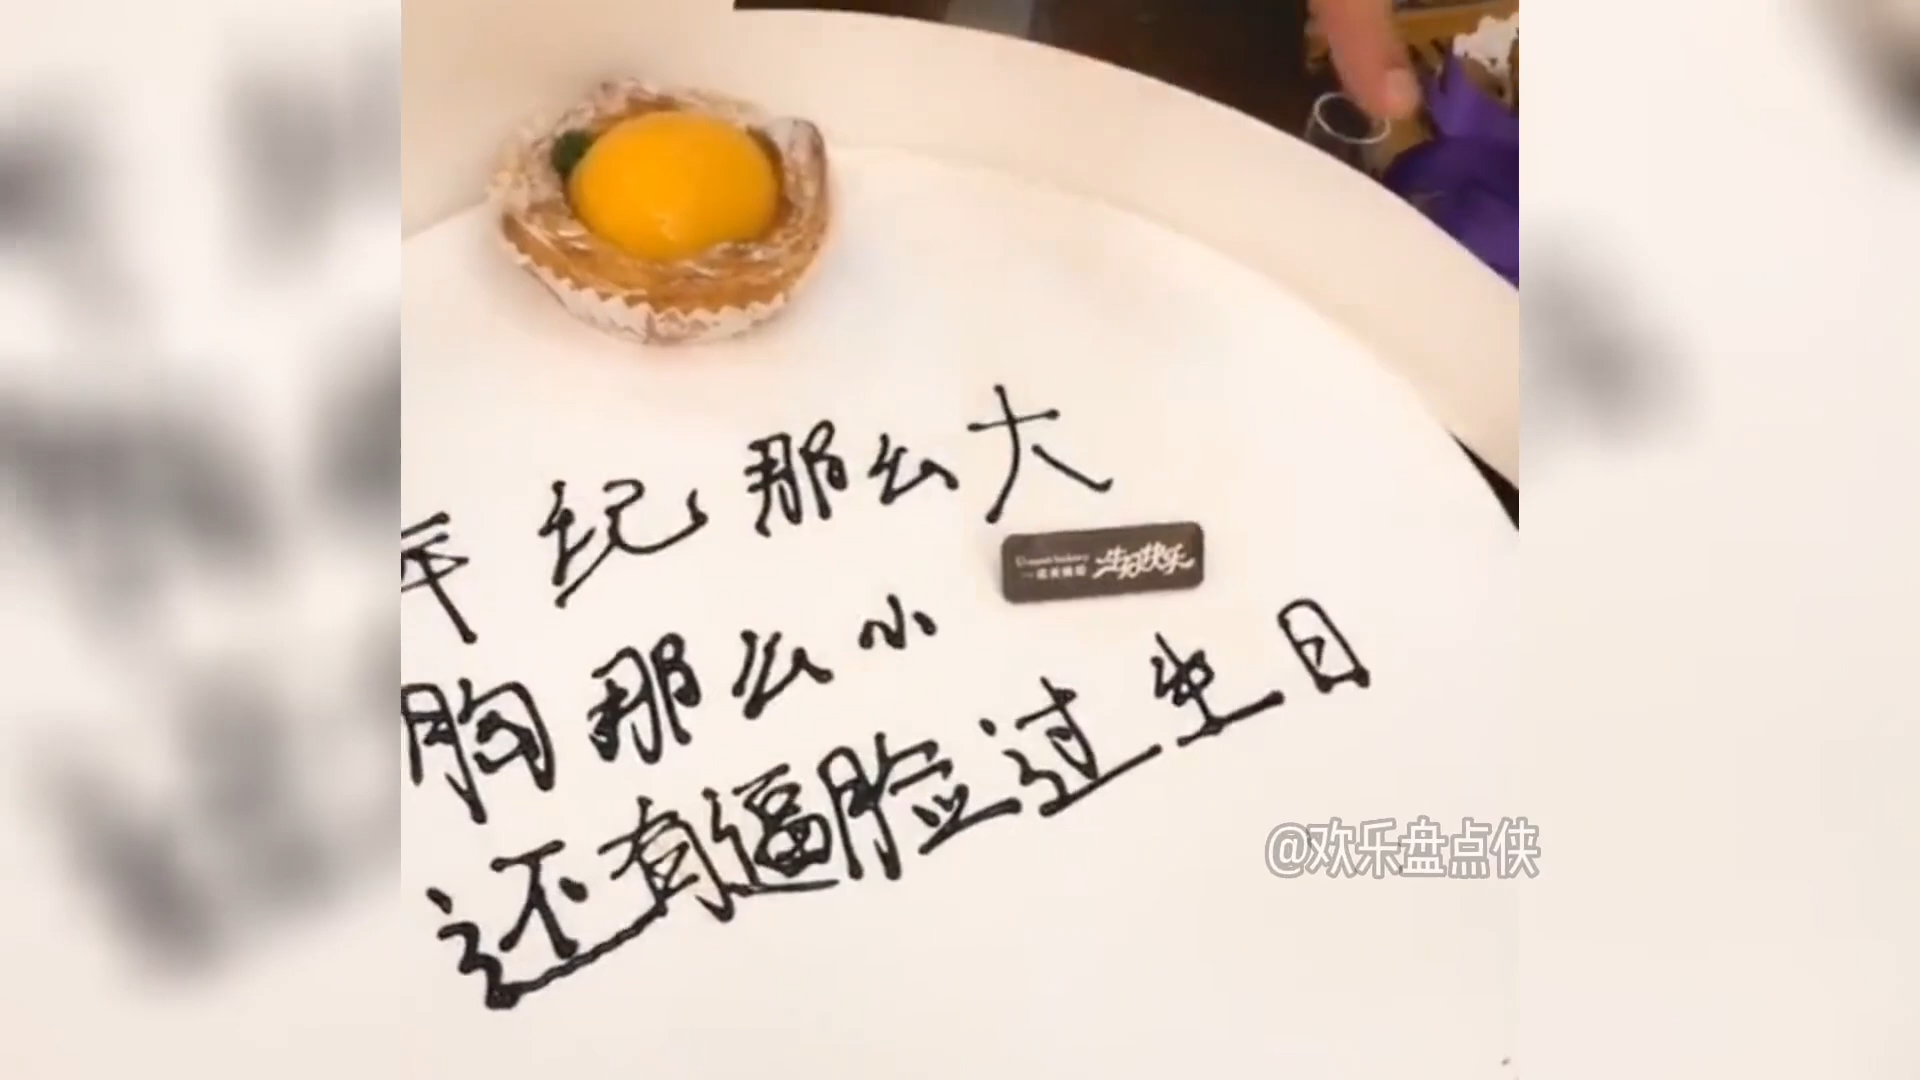 年纪那么大
生日快乐
胸那么小
还有逼脸过生日
@欢乐盘点侠